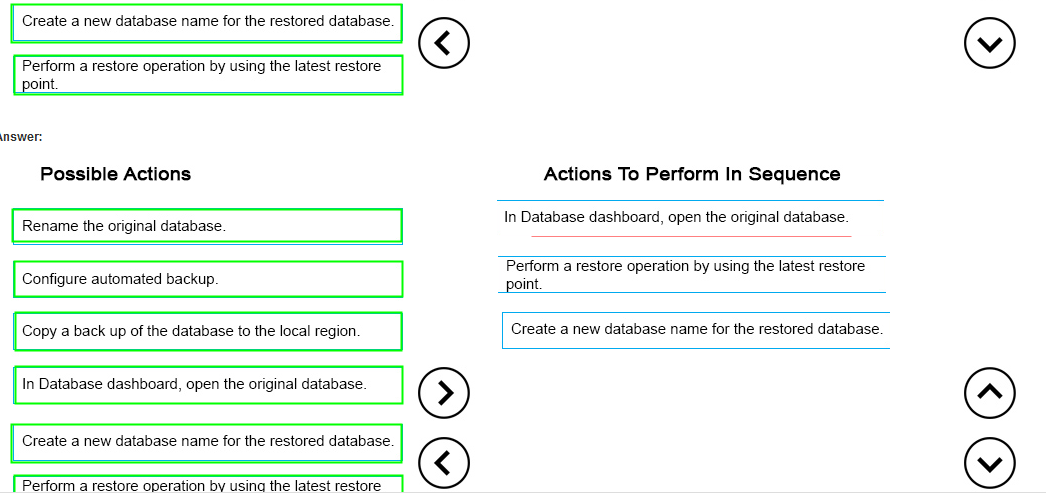 Create a new database name for the restored database.
Perform a restore operation by using the latest restore
point.
Answer:
Possible Actions
Actions To Perform In Sequence
Rename the original database.
Configure automated backup.
Copy a back up of the database to the local region.
In Database dashboard, open the original database.
Create a new database name for the restored database.
Perform a restore operation by using the latest restore
In Database dashboard, open the original database.
Perform a restore operation by using the latest restore
point.
Create a new database name for the restored database.